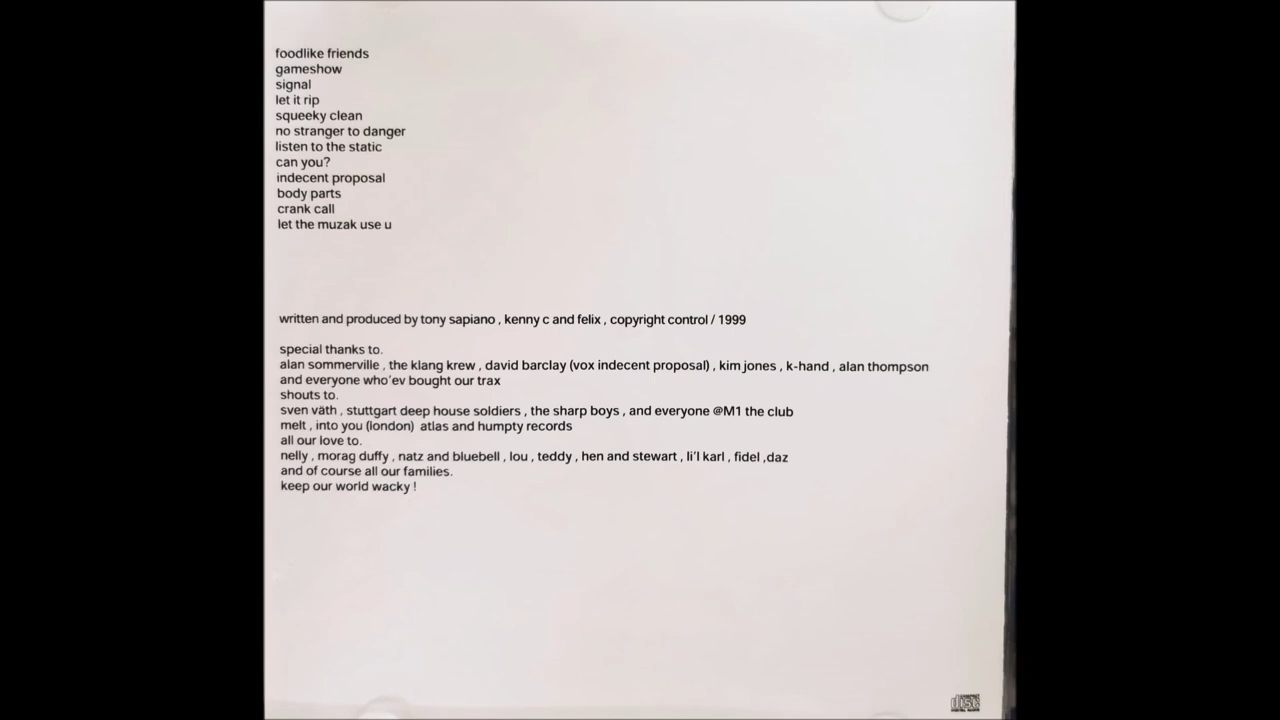 foodlike friends
gameshow
signal
let it rip
squeeky clean
no stranger to danger
listen to the static
can you?
indecent proposal
body parts
crank call
let the muzak use u
written and produced by tony sapiano , kenny c and felix , copyright control / 1999
special thanks to.
alan sommerville , the klang krew , david barclay (vox indecent proposal) , kim jones , k-hand , alan thompson
and everyone who'ev bought our trax
shouts to.
sven väth , stuttgart deep house soldiers , the sharp boys , and everyone @M1 the club
melt , into you (london)  atlas and humpty records
all our love to.
nelly , morag duffy , natz and bluebell , lou , teddy , hen and stewart , li'l karl , fidel ,daz
and of course all our families.
keep our world wacky !
COMPACT
disc
DIGITAL AUDIO